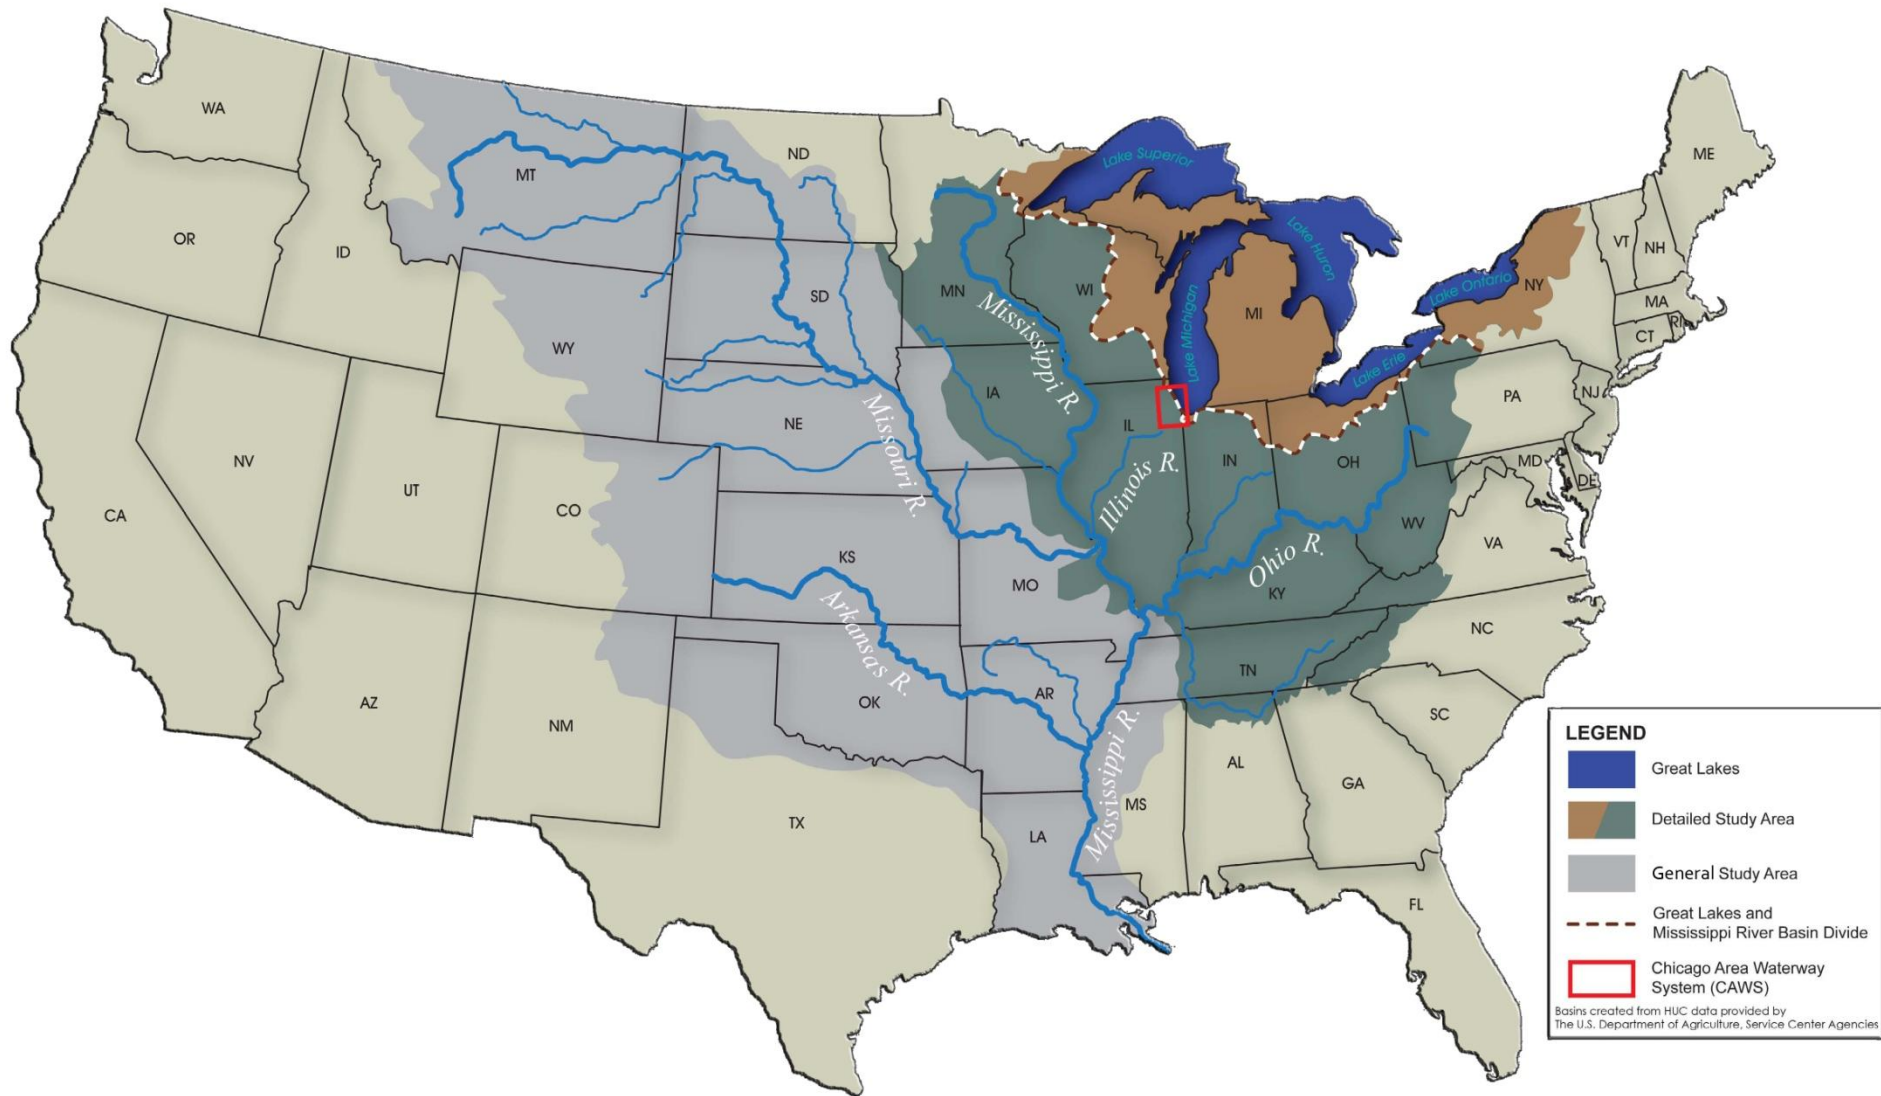 WA
OR
CA
NV
ID
MT
WY
UT
CO
AZ
NM
ND
SD
NE
KS
OK
TX
MN
IA
MO
AR
LA
WI
IL
MI
IN
OH
KY
TN
MS
AL
GA
FL
SC
NC
VA
WV
PA
NY
MD
DE
NJ
CT
RI
MA
VT
NH
ME
Lake Superior
Lake Michigan
Lake Huron
Lake Erie
Lake Ontario
Mississippi R.
Missouri R.
Illinois R.
Ohio R.
Arkansas R.
Mississippi R.
LEGEND
Great Lakes
Detailed Study Area
General Study Area
Great Lakes and
Mississippi River Basin Divide
Chicago Area Waterway
System (CAWS)
Basins created from HUC data provided by
The U.S. Department of Agriculture, Service Center Agencies